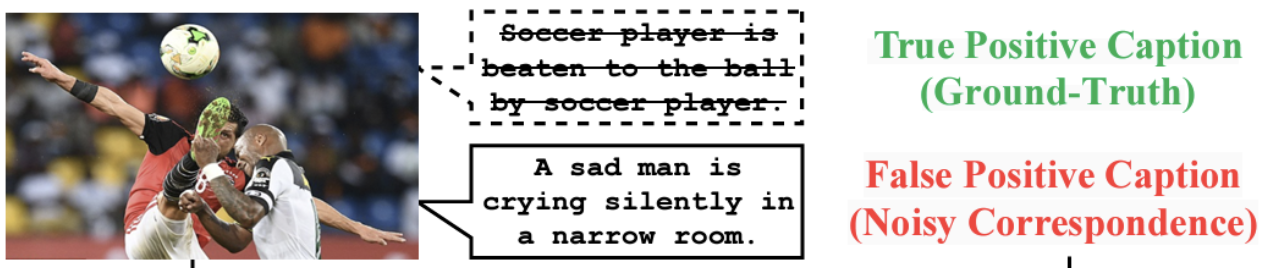 Soccer player is
beaten to the ball
by soccer player.
True Positive Caption
(Ground-Truth)
A sad man is
crying silently in
a narrow room.
False Positive Caption
(Noisy Correspondence)